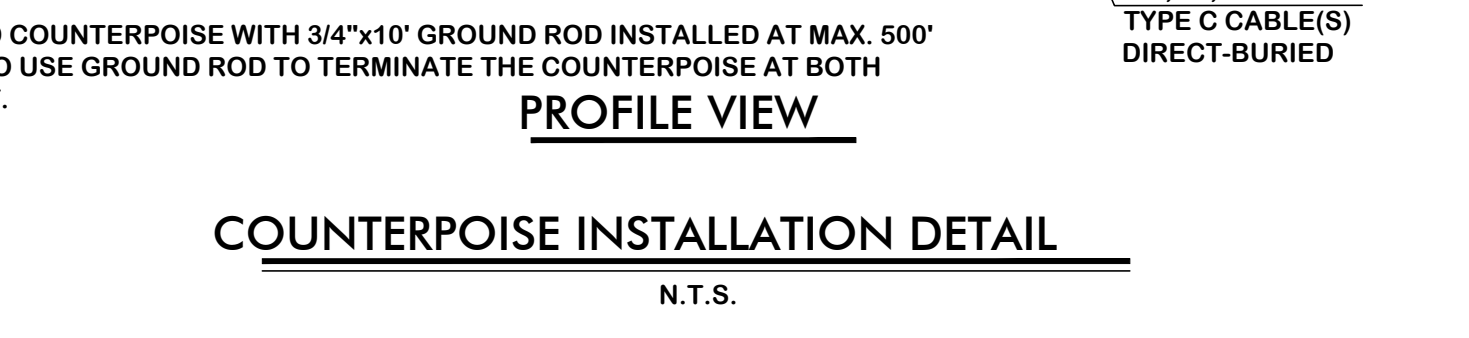 COUNTERPOISE WITH 3/4"x10' GROUND ROD INSTALLED AT MAX. 500'
USE GROUND ROD TO TERMINATE THE COUNTERPOISE AT BOTH
TYPE C CABLE(S)
DIRECT-BURIED
PROFILE VIEW
COUNTERPOISE INSTALLATION DETAIL
N.T.S.